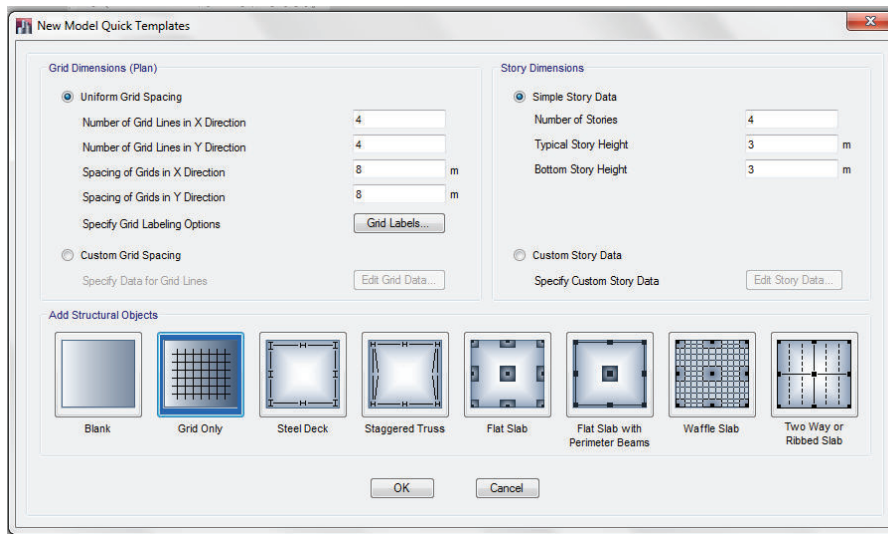 New Model Quick Templates
Grid Dimensions (Plan)
Uniform Grid Spacing
Number of Grid Lines in X Direction 4
Number of Grid Lines in Y Direction 4
Spacing of Grids in X Direction 8 m
Spacing of Grids in Y Direction 8 m
Specify Grid Labeling Options Grid Labels...
Custom Grid Spacing
Specify Data for Grid Lines Edit Grid Data...
Story Dimensions
Simple Story Data
Number of Stories 4
Typical Story Height 3 m
Bottom Story Height 3 m
Custom Story Data
Specify Custom Story Data Edit Story Data...
Add Structural Objects
Blank
Grid Only
Steel Deck
Staggered Truss
Flat Slab
Flat Slab with
Perimeter Beams
Waffle Slab
Two Way or
Ribbed Slab
OK Cancel